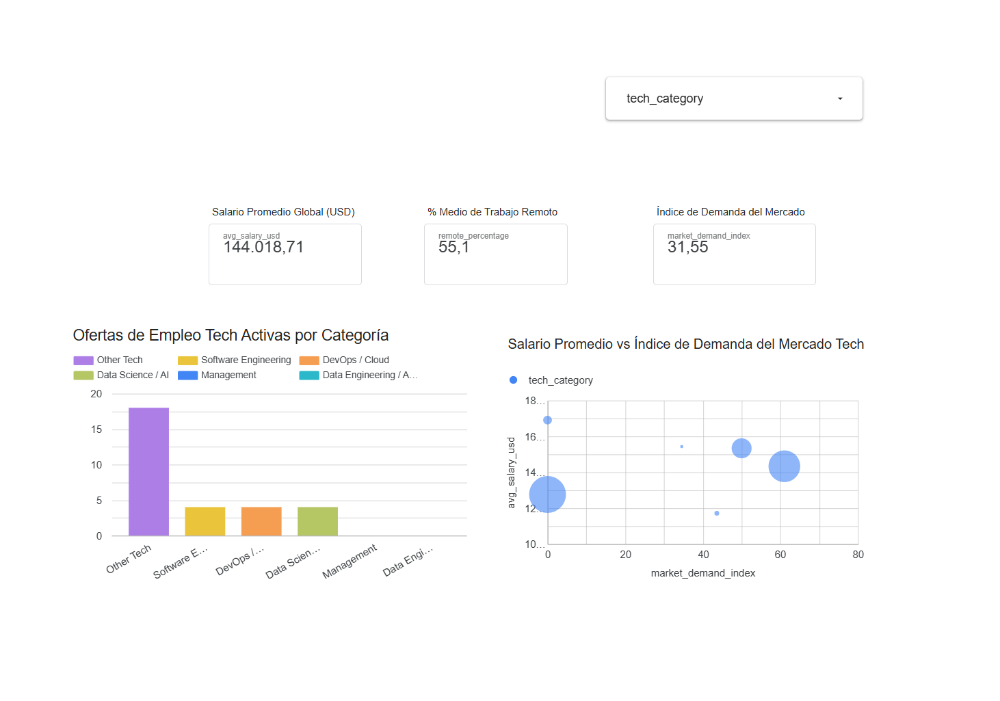 tech_category
Salario Promedio Global (USD)
avg_salary_usd
144.018,71
% Medio de Trabajo Remoto
remote_percentage
55,1
Índice de Demanda del Mercado
market_demand_index
31,55
Ofertas de Empleo Tech Activas por Categoría
Other Tech
Software Engineering
DevOps / Cloud
Data Science / AI
Management
Data Engineering / A…
20
15
10
5
0
Other Tech
Software E…
DevOps /…
Data Scien…
Management
Data Engi…
Salario Promedio vs Índice de Demanda del Mercado Tech
tech_category
avg_salary_usd
18…
16…
14…
12…
10…
0
20
40
60
80
market_demand_index